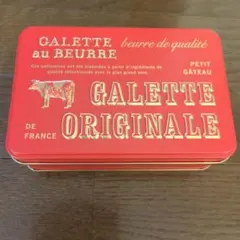 GALETTE
au BEURRE
beurre de qualité
PETIT
GÂTEAU
GALETTE
DE
FRANCE
ORIGINALE